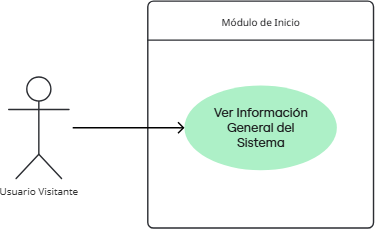 Módulo de Inicio
Ver Información
General del
Sistema
Usuario Visitante